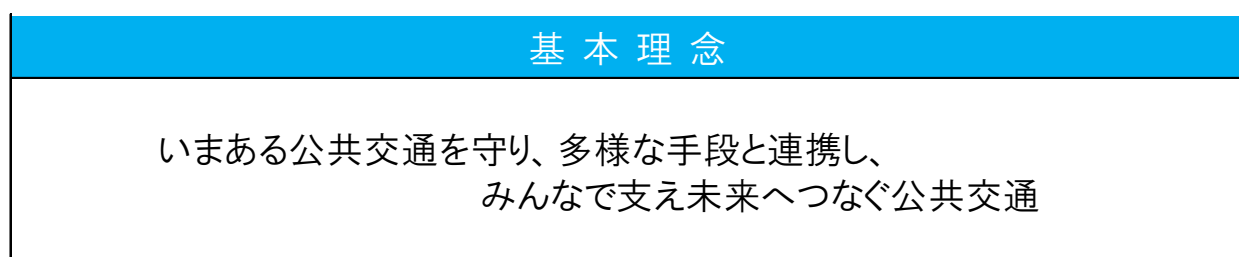 基本理念
いまある公共交通を守り、多様な手段と連携し、
みんなで支え未来へつなぐ公共交通